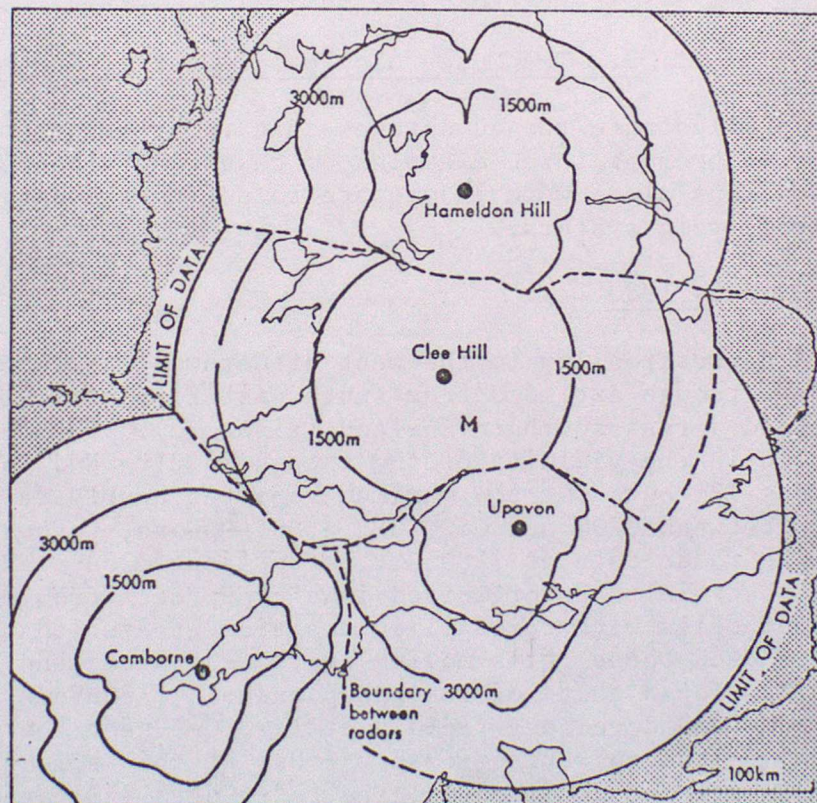 3000m
1500m
Hameldon Hill
LIMIT OF DATA
Clee Hill
1500m
M
1500m
Upavon
3000m
1500m
Camborne
3000m
Boundary
between
radars
LIMIT OF DATA
100km